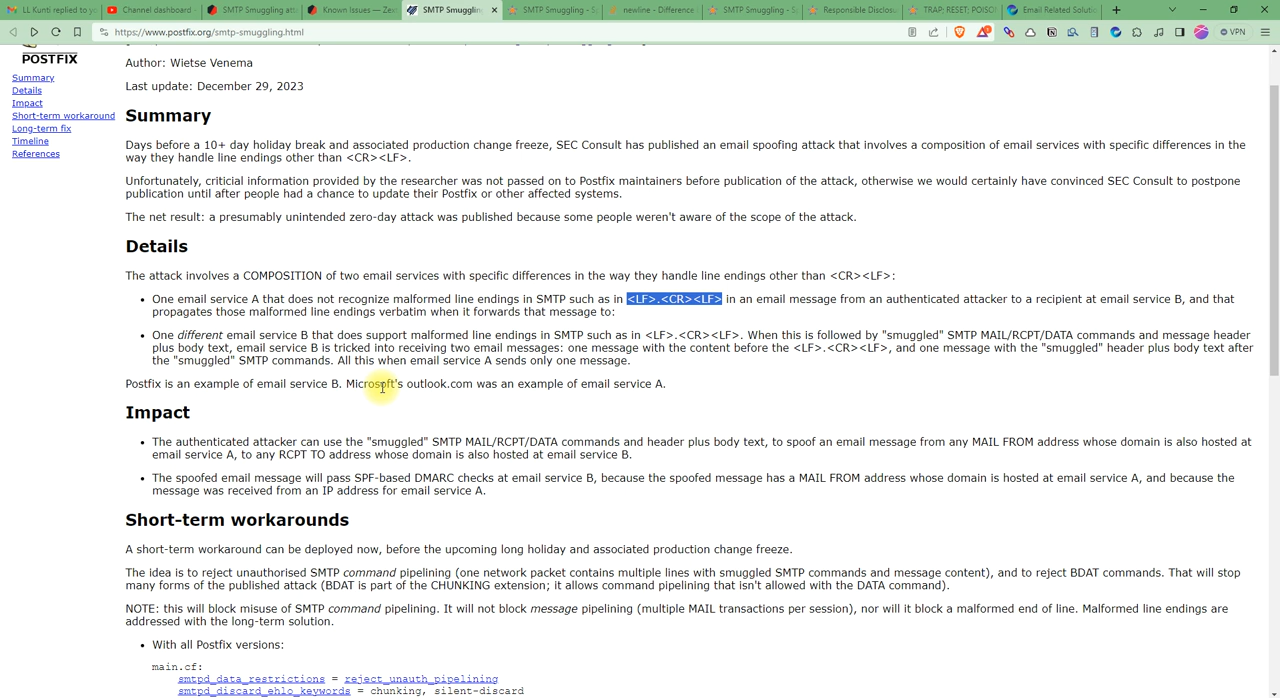 LL Kunti replied to yo
Channel dashboard -
SMTP Smuggling att
Known Issues — Zex
SMTP Smuggling
SMTP Smuggling - S
newline - Difference
SMTP Smuggling - S
Responsible Disclosu
TRAP; RESET; POISON
Email Related Soluti
https://www.postfix.org/smtp-smuggling.html
VPN
POSTFIX
Summary
Details
Impact
Short-term workaround
Long-term fix
Timeline
References
Author: Wietse Venema
Last update: December 29, 2023
Summary
Days before a 10+ day holiday break and associated production change freeze, SEC Consult has published an email spoofing attack that involves a composition of email services with specific differences in the
way they handle line endings other than <CR><LF>.
Unfortunately, criticial information provided by the researcher was not passed on to Postfix maintainers before publication of the attack, otherwise we would certainly have convinced SEC Consult to postpone
publication until after people had a chance to update their Postfix or other affected systems.
The net result: a presumably unintended zero-day attack was published because some people weren't aware of the scope of the attack.
Details
The attack involves a COMPOSITION of two email services with specific differences in the way they handle line endings other than <CR><LF>:
• One email service A that does not recognize malformed line endings in SMTP such as in <LF>.<CR><LF> in an email message from an authenticated attacker to a recipient at email service B, and that
propagates those malformed line endings verbatim when it forwards that message to:
• One different email service B that does support malformed line endings in SMTP such as in <LF>.<CR><LF>. When this is followed by "smuggled" SMTP MAIL/RCPT/DATA commands and message header
plus body text, email service B is tricked into receiving two email messages: one message with the content before the <LF>.<CR><LF>, and one message with the "smuggled" header plus body text after
the "smuggled" SMTP commands. All this when email service A sends only one message.
Postfix is an example of email service B. Microsoft's outlook.com was an example of email service A.
Impact
• The authenticated attacker can use the "smuggled" SMTP MAIL/RCPT/DATA commands and header plus body text, to spoof an email message from any MAIL FROM address whose domain is also hosted at
email service A, to any RCPT TO address whose domain is also hosted at email service B.
• The spoofed email message will pass SPF-based DMARC checks at email service B, because the spoofed message has a MAIL FROM address whose domain is hosted at email service A, and because the
message was received from an IP address for email service A.
Short-term workarounds
A short-term workaround can be deployed now, before the upcoming long holiday and associated production change freeze.
The idea is to reject unauthorised SMTP command pipelining (one network packet contains multiple lines with smuggled SMTP commands and message content), and to reject BDAT commands. That will stop
many forms of the published attack (BDAT is part of the CHUNKING extension; it allows command pipelining that isn't allowed with the DATA command).
NOTE: this will block misuse of SMTP command pipelining. It will not block message pipelining (multiple MAIL transactions per session), nor will it block a malformed end of line. Malformed line endings are
addressed with the long-term solution.
• With all Postfix versions:
main.cf:
smtpd_data_restrictions = reject_unauth_pipelining
smtpd_discard_ehlo_keywords = chunking, silent-discard